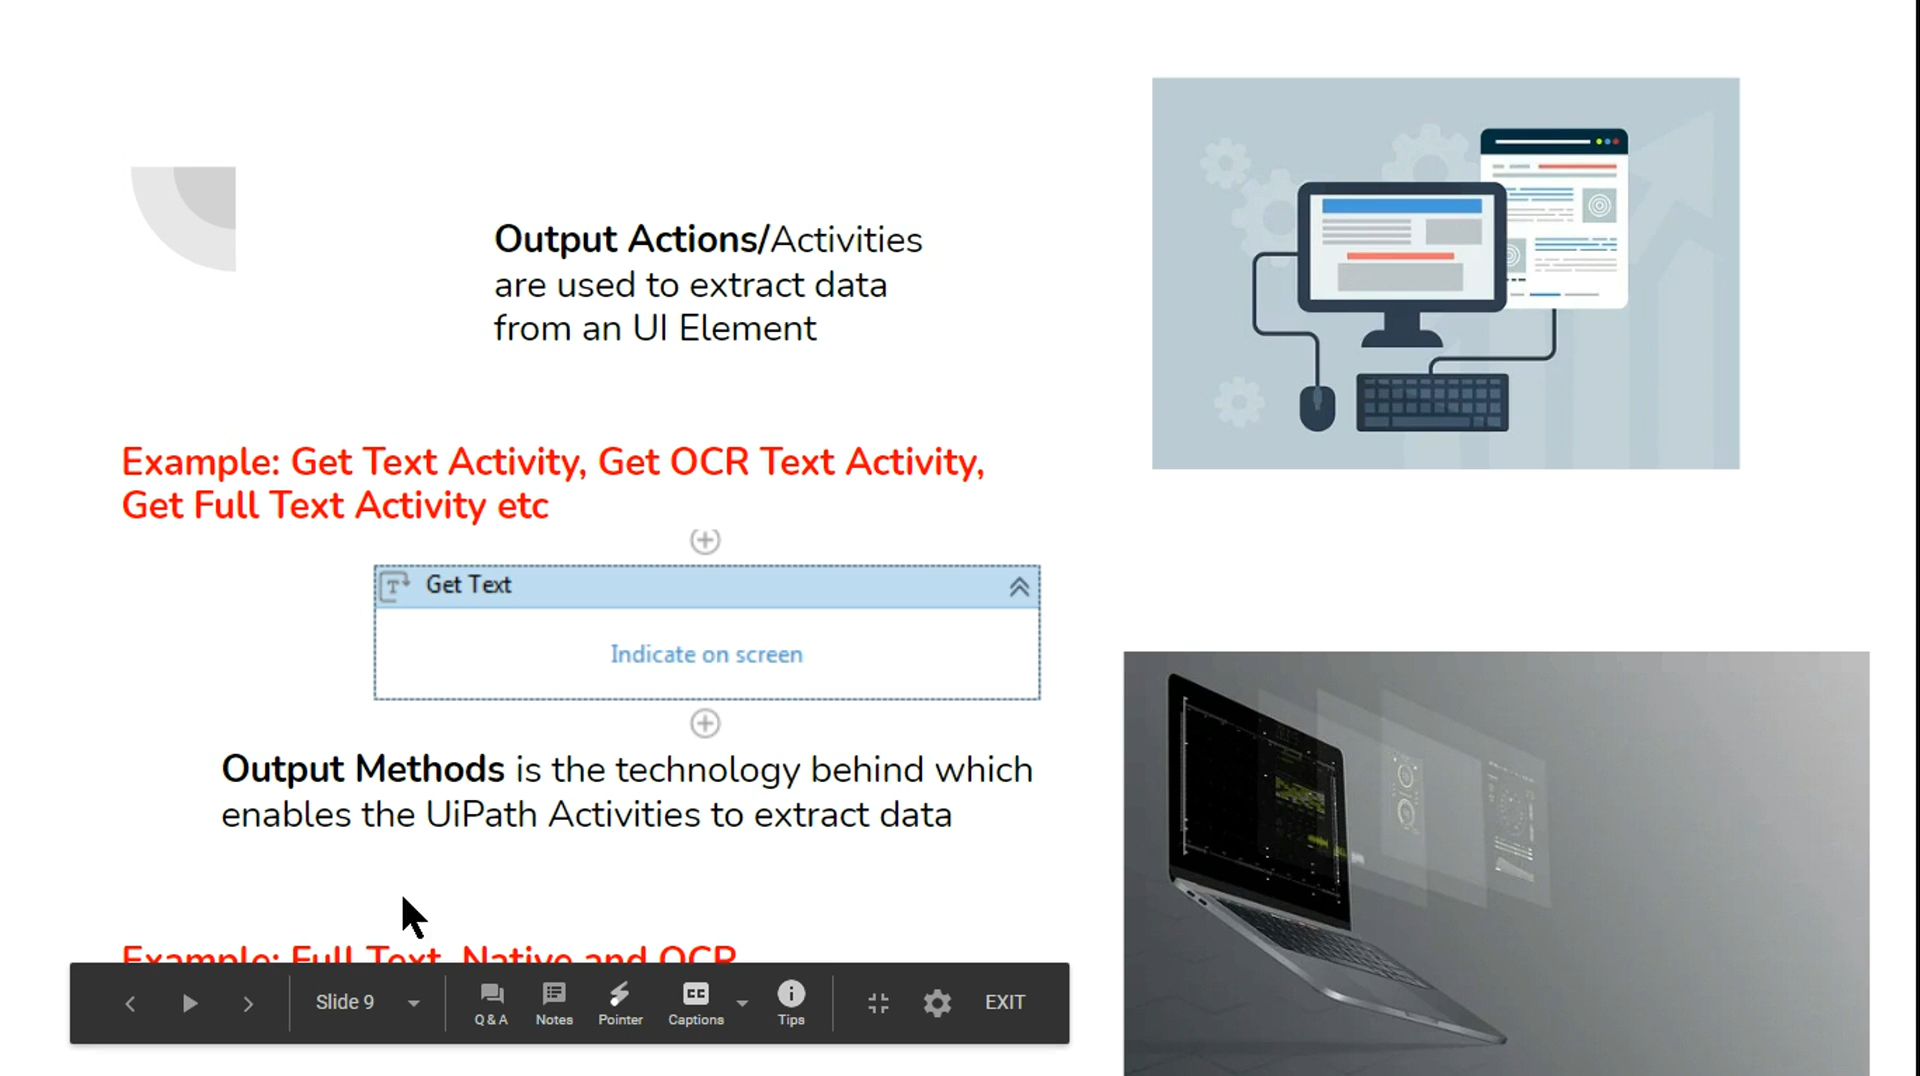 Output Actions/Activities
are used to extract data
from an UI Element
Example: Get Text Activity, Get OCR Text Activity,
Get Full Text Activity etc
Get Text
Indicate on screen
Output Methods is the technology behind which
enables the UiPath Activities to extract data
Example: Full Text, Native and OCR
Slide 9
Q & A
Notes
Pointer
CC
Captions
Tips
EXIT